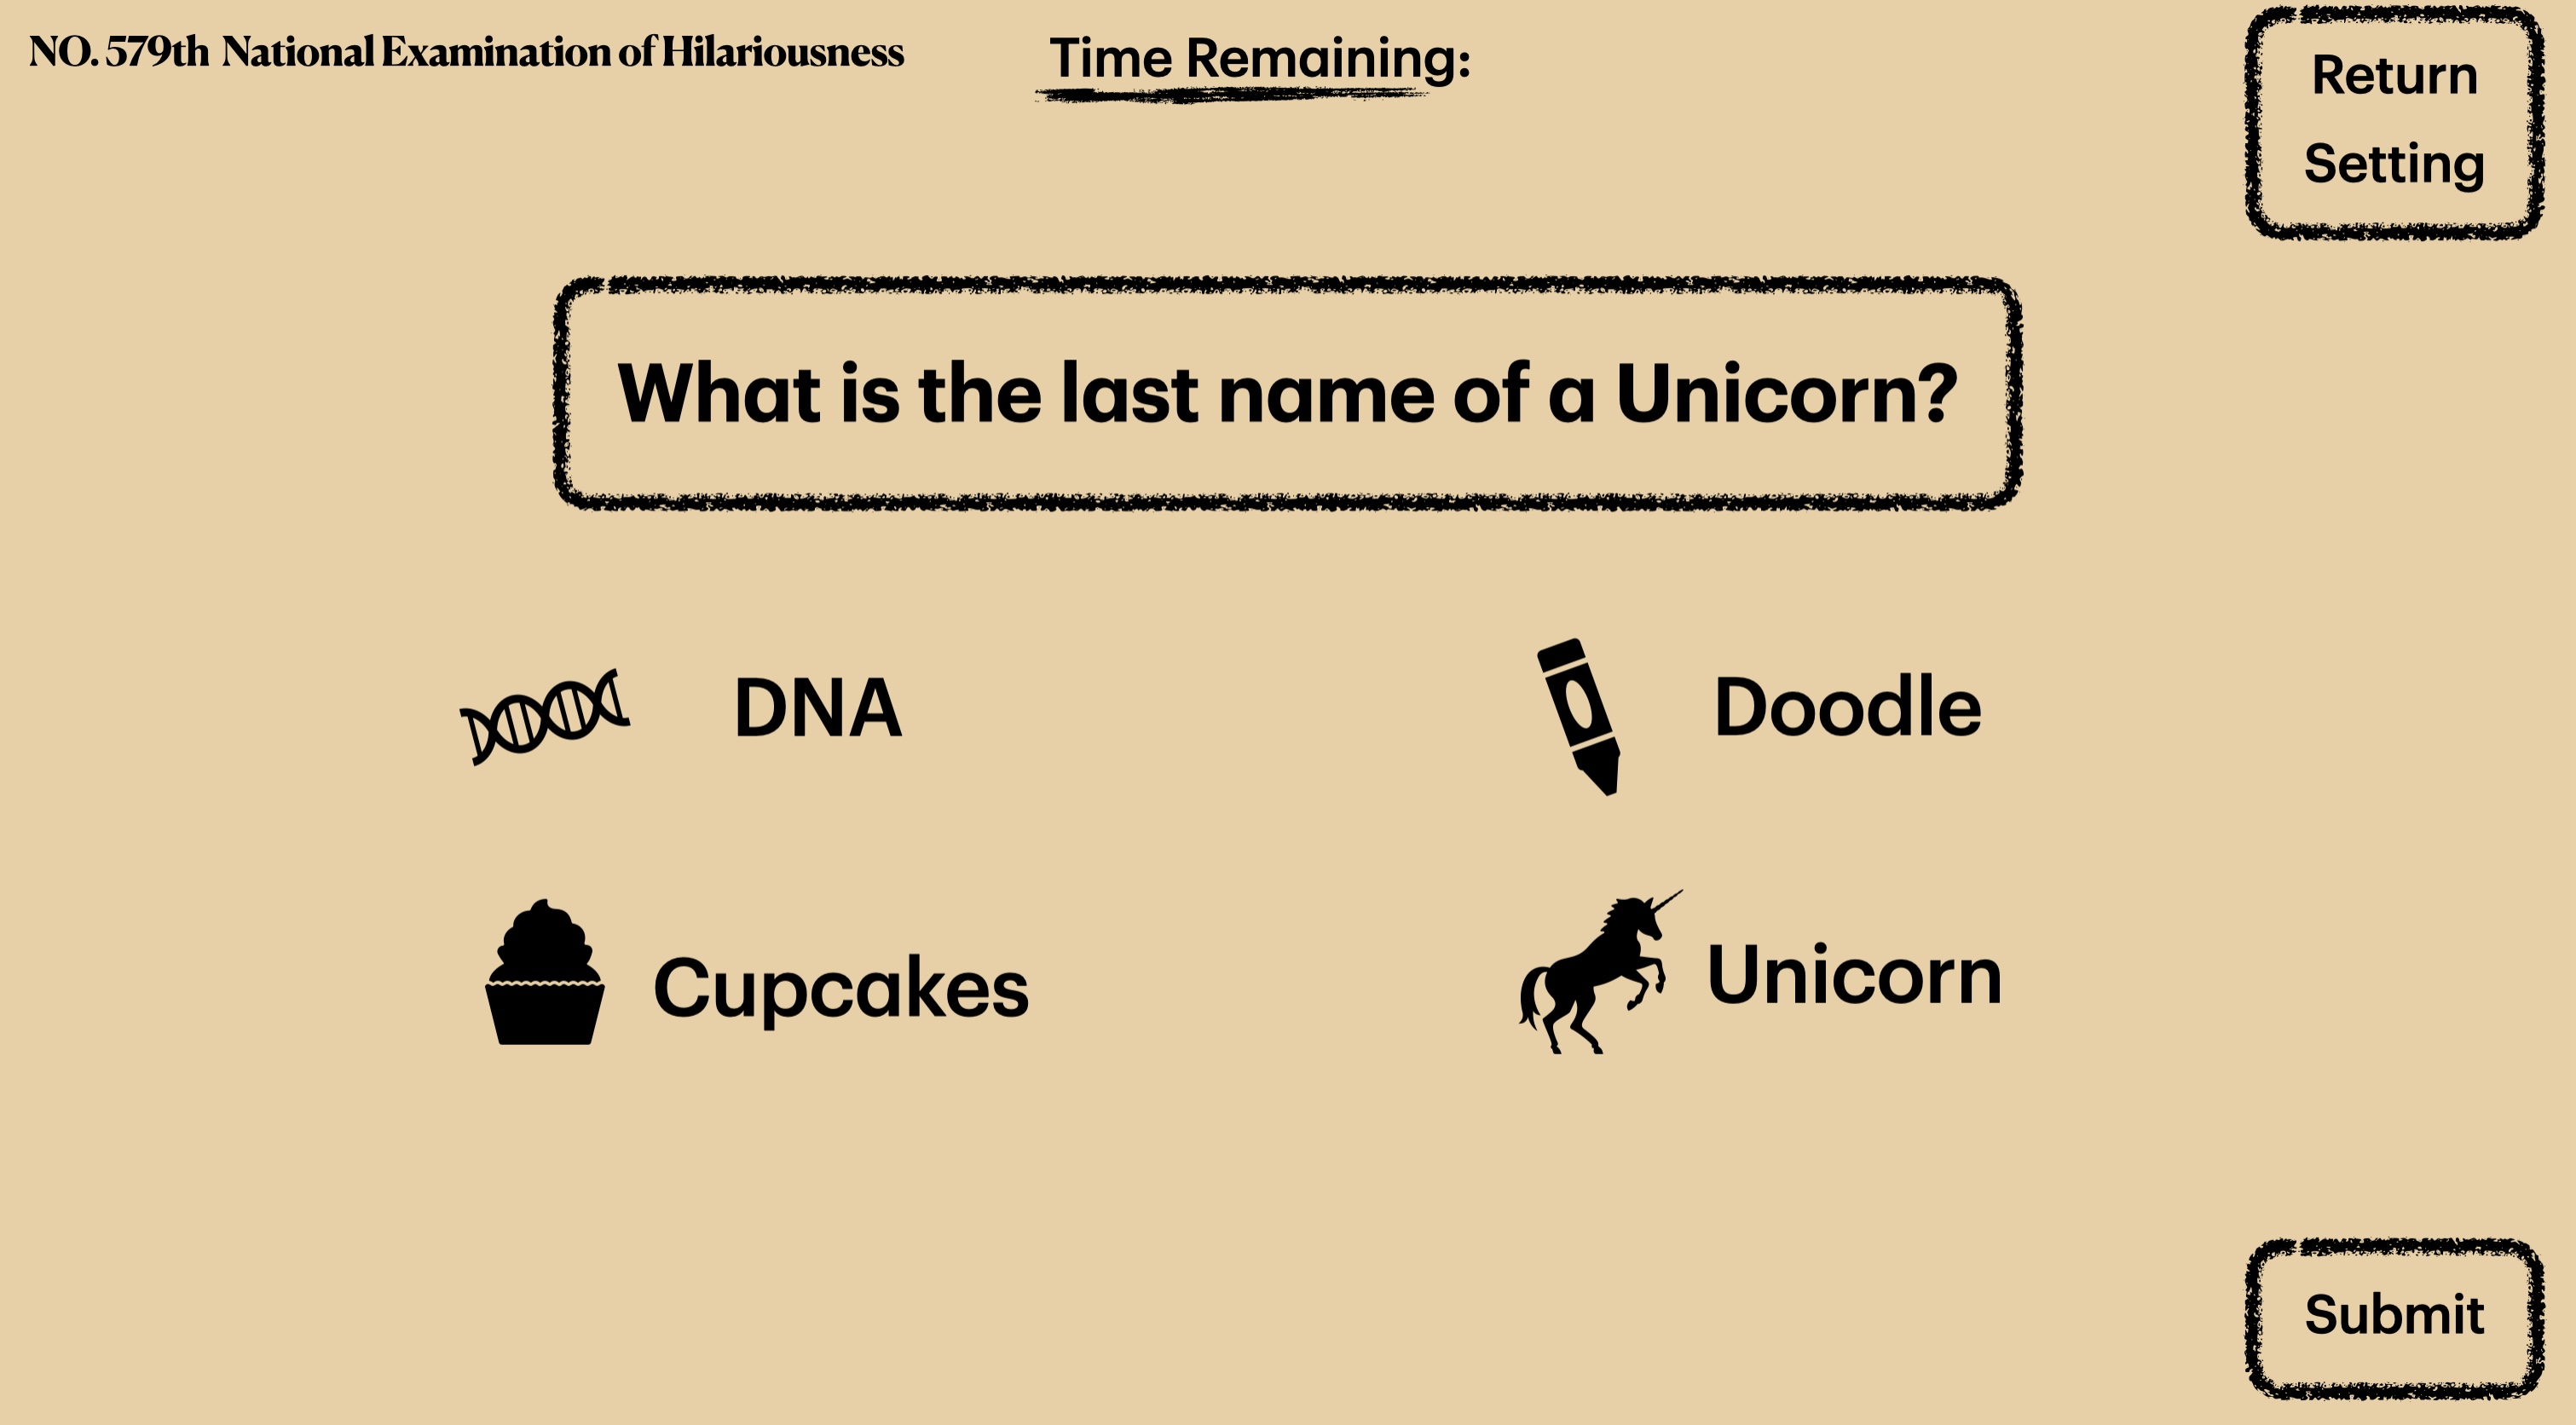 NO. 579th National Examination of Hilariousness
Time Remaining:
Return
Setting
What is the last name of a Unicorn?
DNA
Doodle
Cupcakes
Unicorn
Submit